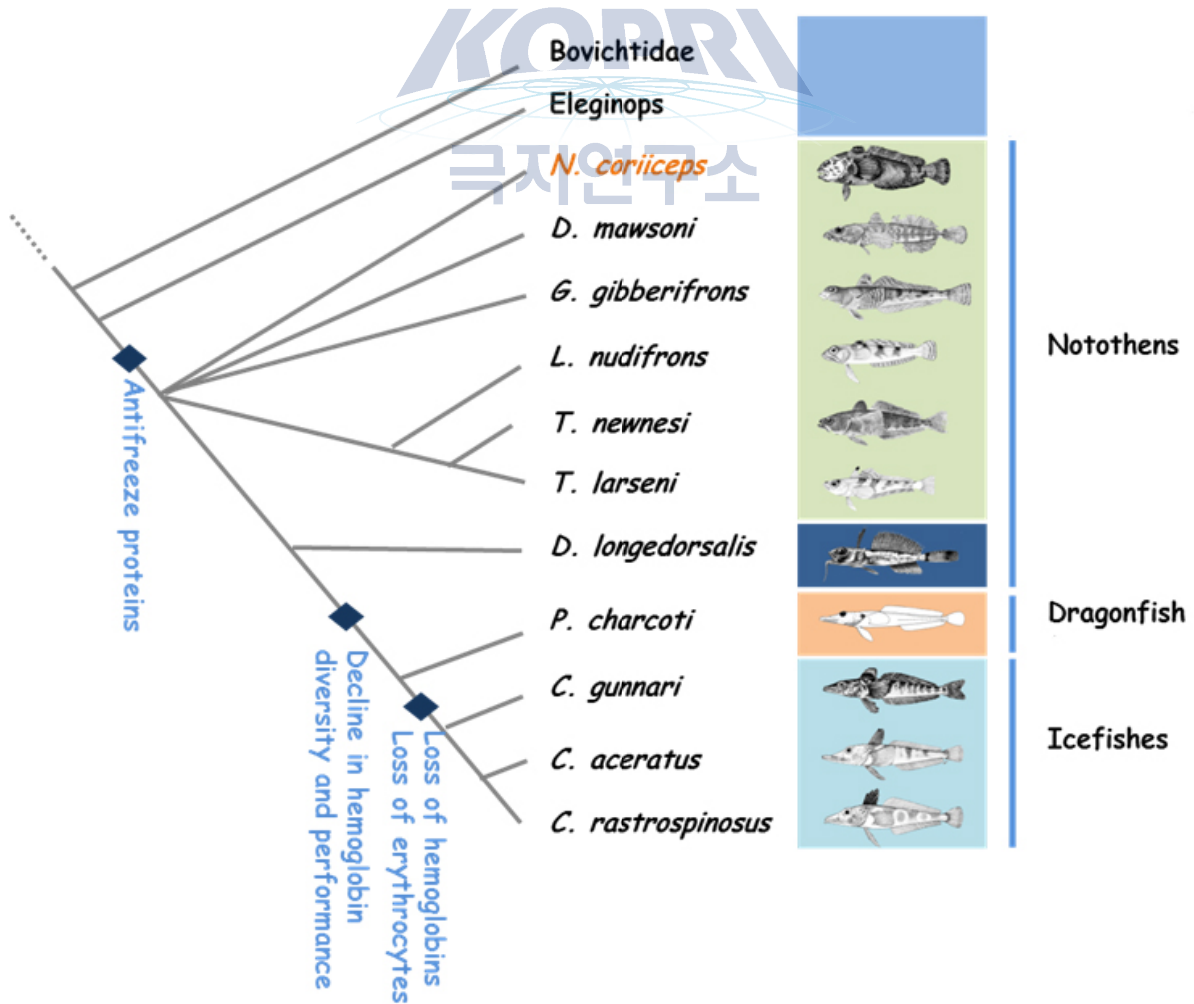 KOPRI
극지연구소
Bovichtidae
Eleginops
N. coriiceps
D. mawsoni
G. gibberifrons
L. nudifrons
T. newnesi
T. larseni
D. longedorsalis
P. charcoti
C. gunnari
C. aceratus
C. rastrospinosus
Notothens
Dragonfish
Icefishes
Antifreeze proteins
Decline in hemoglobin
diversity and performance
Loss of hemoglobins
Loss of erythrocytes